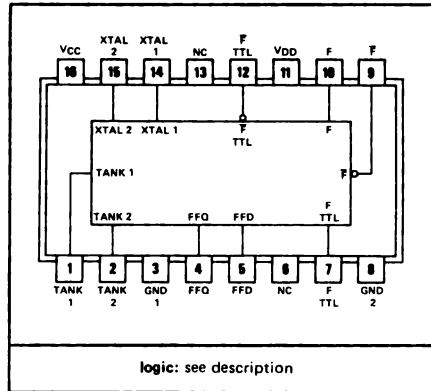 VCC XTAL 2 XTAL 1 NC F̅ TTL VDD F F̅
16 15 14 13 12 11 10 9
XTAL 2 XTAL 1 F̅ TTL F
TANK 1 F̅
TANK 2 FFQ FFD F TTL
1 2 3 4 5 6 7 8
TANK 1 TANK 2 GND 1 FFQ FFD NC F TTL GND 2
logic: see description